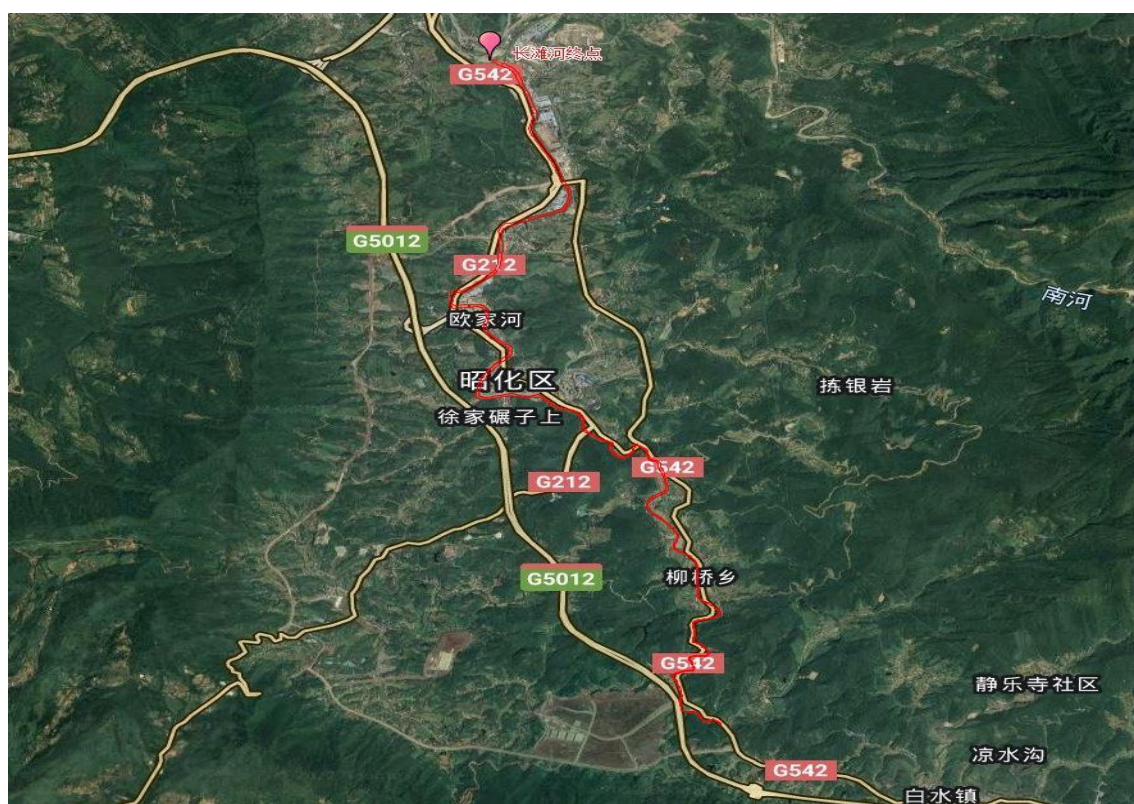 长滩河终点
G542
G5012
G212
南河
欧家河
昭化区
拣银岩
徐家碾子上
G542
G212
G5012
柳桥乡
G542
静乐寺社区
凉水沟
G542
白水镇